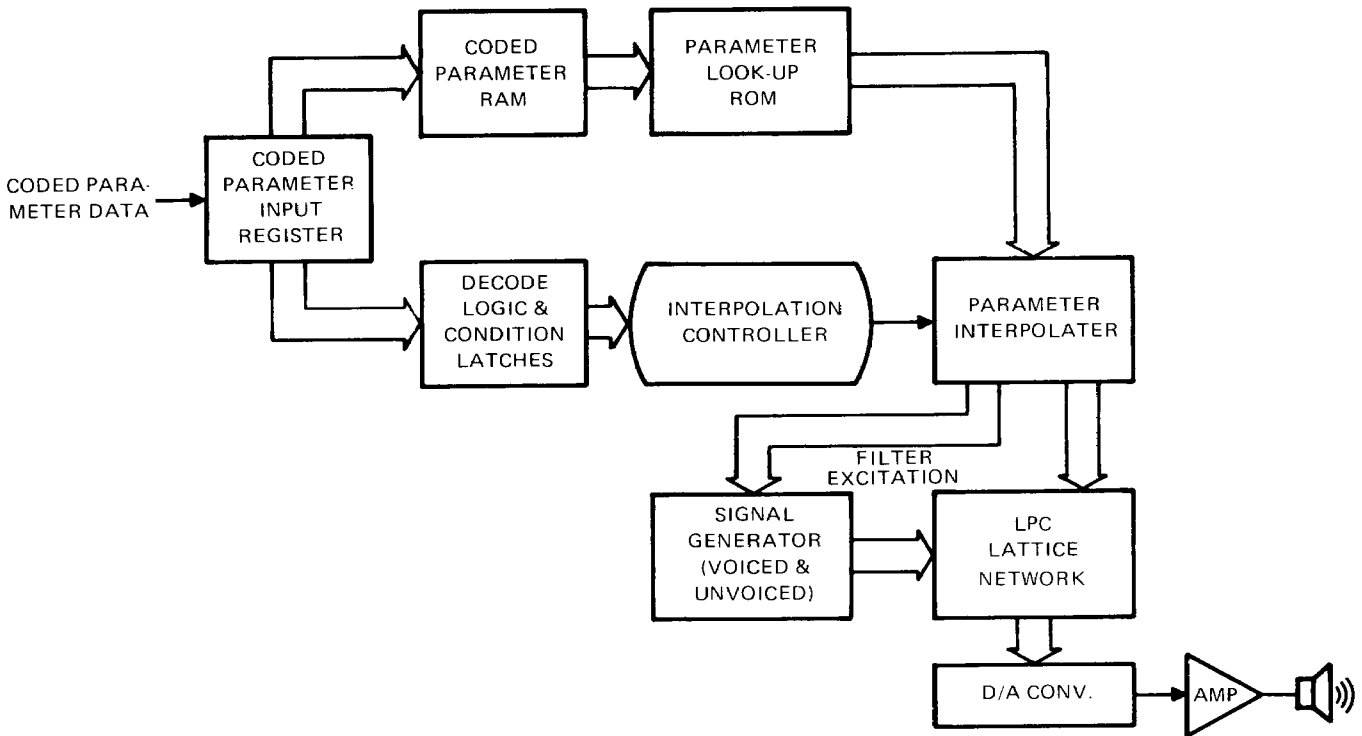 CODED
PARAMETER
RAM
PARAMETER
LOOK-UP
ROM
CODED PARA-
METER DATA
CODED
PARAMETER
INPUT
REGISTER
DECODE
LOGIC &
CONDITION
LATCHES
INTERPOLATION
CONTROLLER
PARAMETER
INTERPOLATER
FILTER
EXCITATION
SIGNAL
GENERATOR
(VOICED &
UNVOICED)
LPC
LATTICE
NETWORK
D/A CONV.
AMP